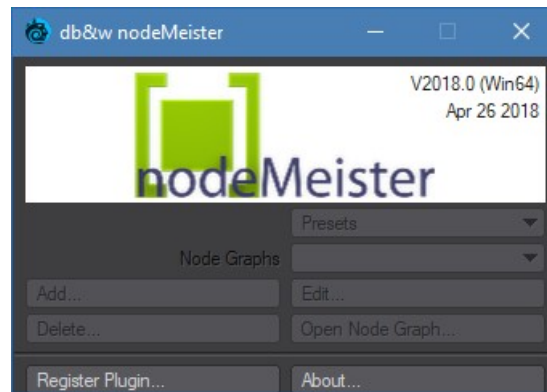 db&w nodeMeister
V2018.0 (Win64)
Apr 26 2018
nodeMeister
Presets
Node Graphs
Add...
Edit...
Delete...
Open Node Graph...
Register Plugin...
About...